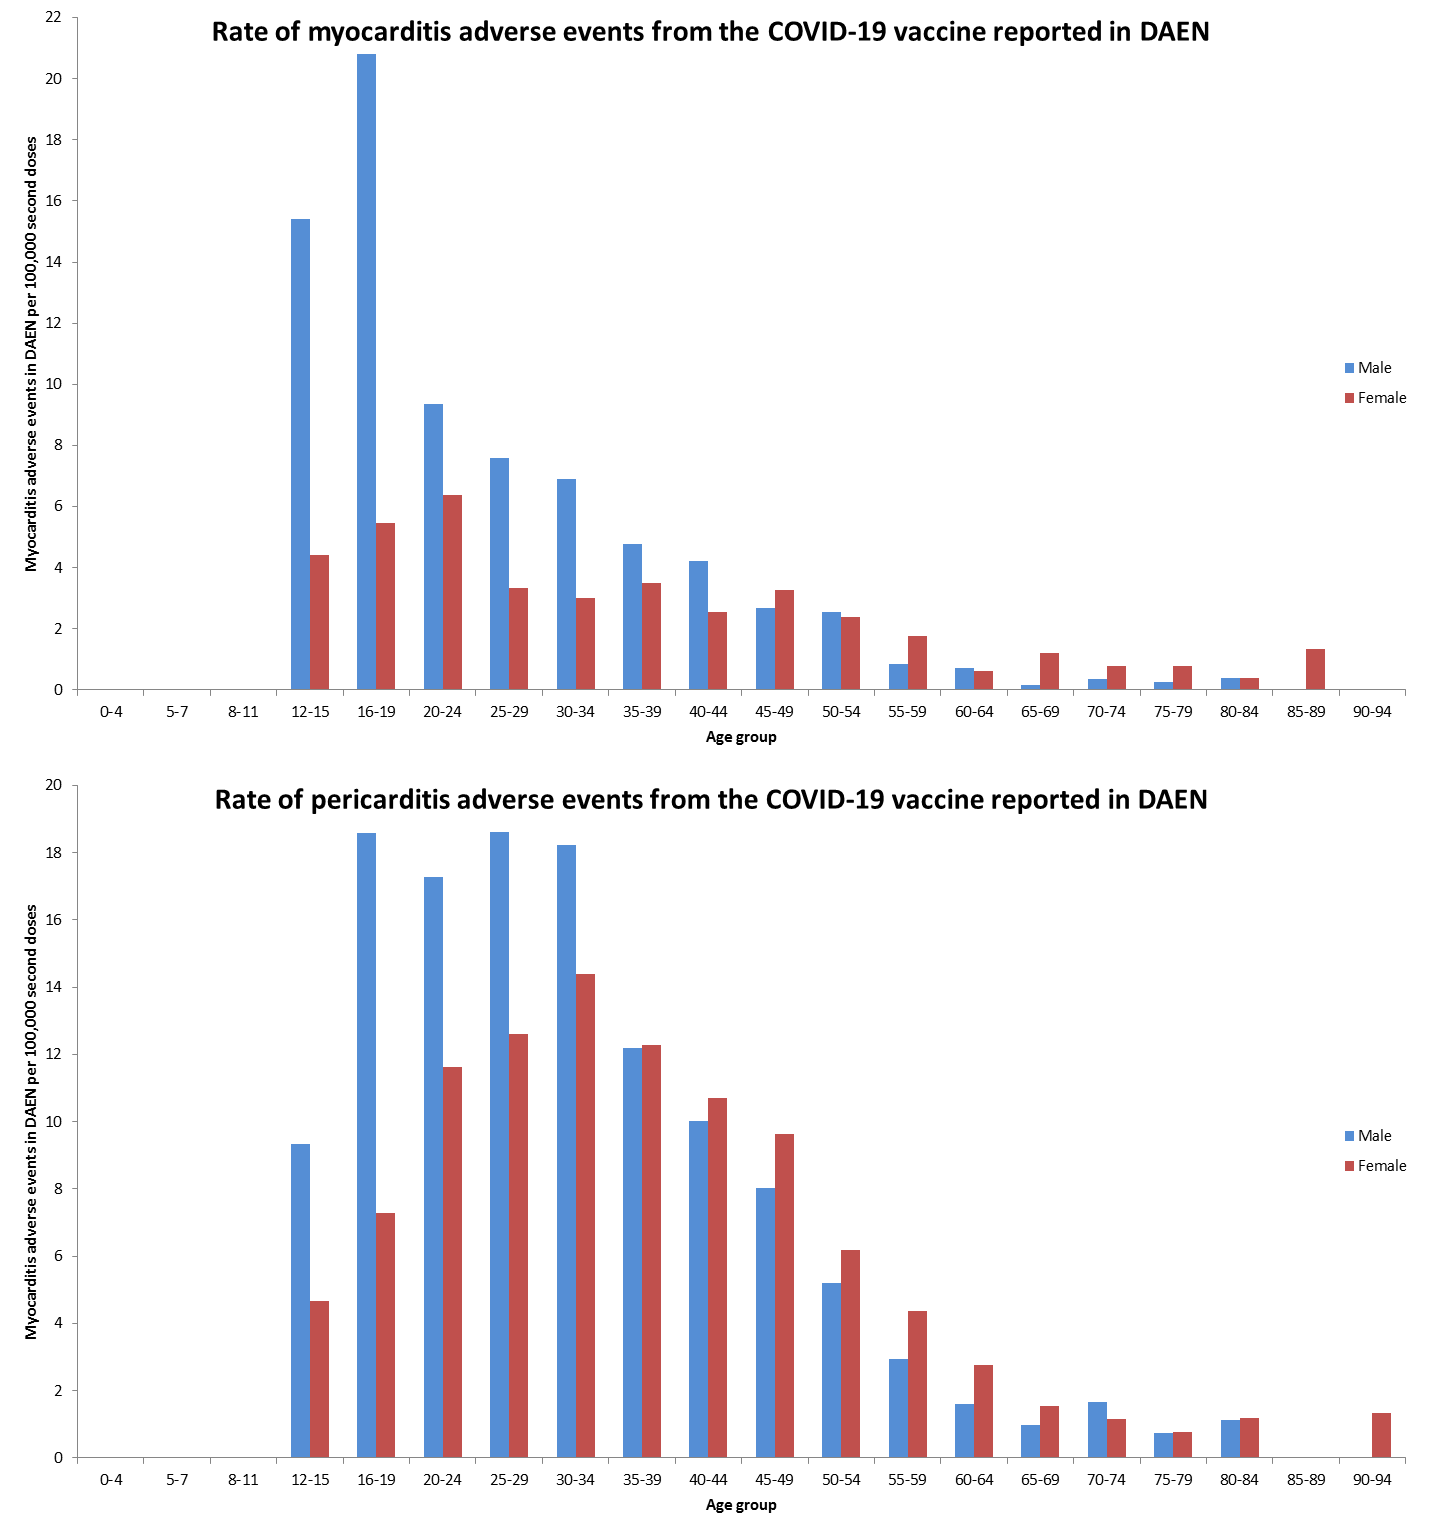 Rate of myocarditis adverse events from the COVID-19 vaccine reported in DAEN
Myocarditis adverse events in DAEN per 100,000 second doses
22
20
18
16
14
12
10
8
6
4
2
0
0-4 5-7 8-11 12-15 16-19 20-24 25-29 30-34 35-39 40-44 45-49 50-54 55-59 60-64 65-69 70-74 75-79 80-84 85-89 90-94
Age group
Male
Female
Rate of pericarditis adverse events from the COVID-19 vaccine reported in DAEN
Myocarditis adverse events in DAEN per 100,000 second doses
20
18
16
14
12
10
8
6
4
2
0
0-4 5-7 8-11 12-15 16-19 20-24 25-29 30-34 35-39 40-44 45-49 50-54 55-59 60-64 65-69 70-74 75-79 80-84 85-89 90-94
Age group
Male
Female